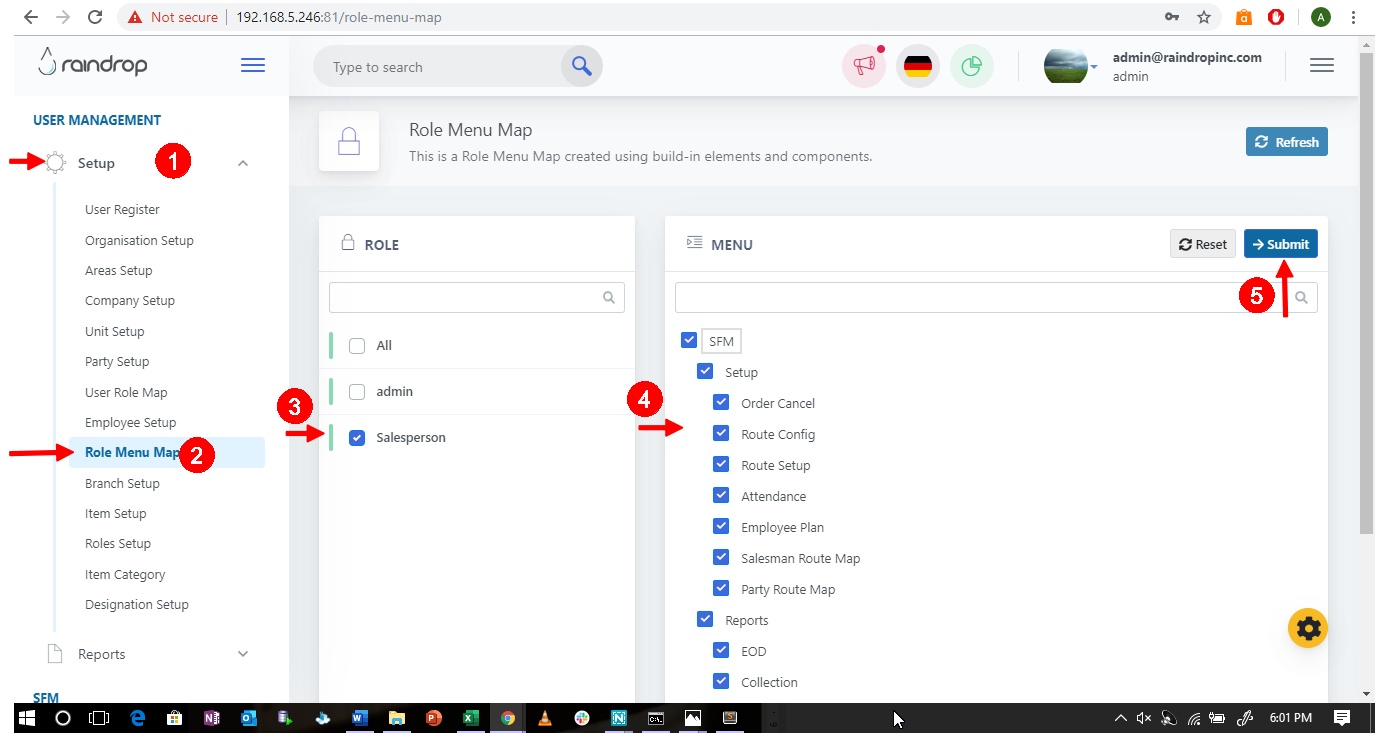 Not secure | 192.168.5.246:81/role-menu-map
A
raindrop
Type to search
admin@raindropinc.com
admin
USER MANAGEMENT
Setup
1
User Register
Organisation Setup
Areas Setup
Company Setup
Unit Setup
Party Setup
User Role Map
Employee Setup
Role Menu Map
2
Branch Setup
Item Setup
Roles Setup
Item Category
Designation Setup
Reports
SFM
Role Menu Map
This is a Role Menu Map created using build-in elements and components.
Refresh
ROLE
All
admin
3
Salesperson
MENU
Reset
Submit
5
SFM
Setup
4
Order Cancel
Route Config
Route Setup
Attendance
Employee Plan
Salesman Route Map
Party Route Map
Reports
EOD
Collection
6:01 PM